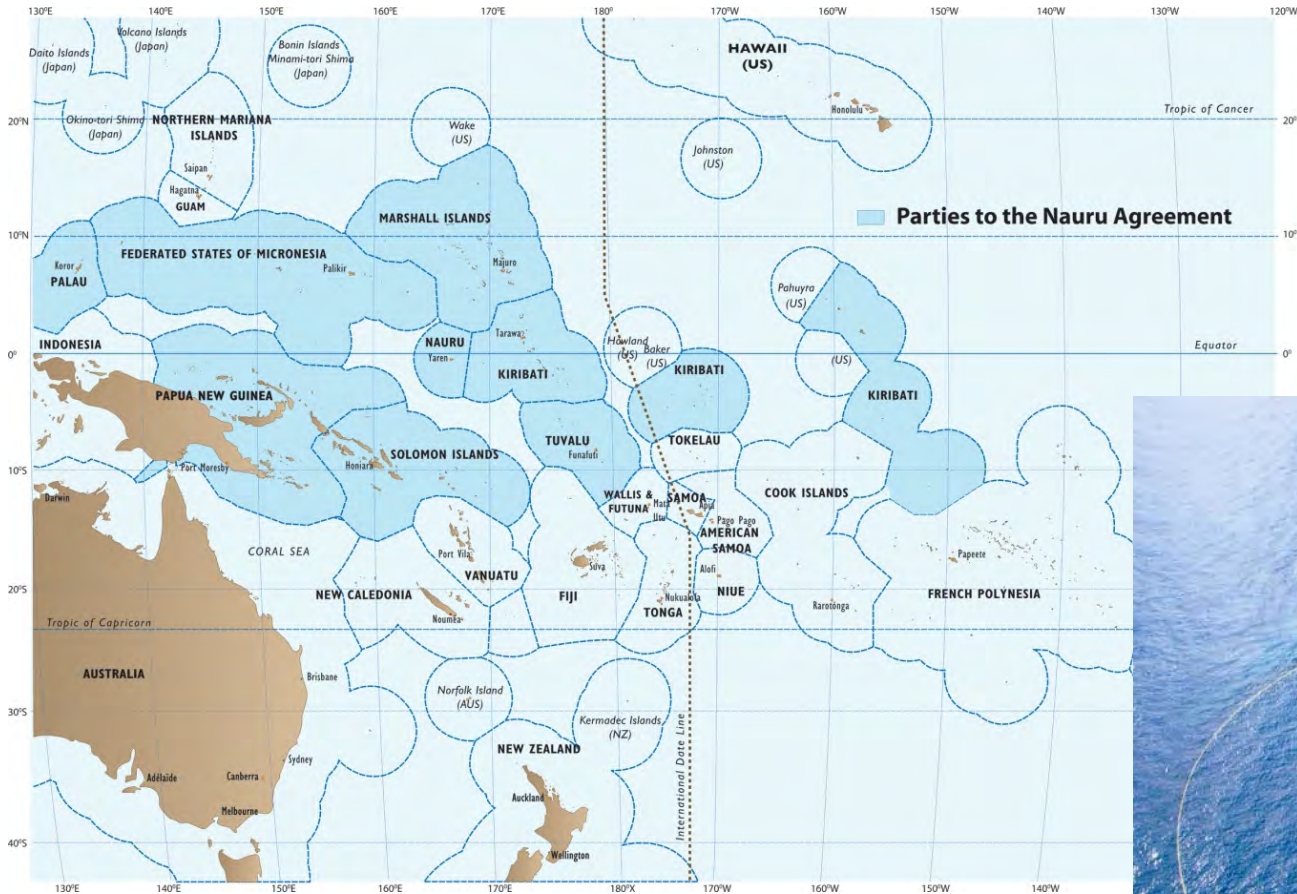 130°E 140°E 150°E 160°E 170°E 180° 170°W 160°W 150°W 140°W 130°W 120°W
Volcano Islands
(Japan)
Daito Islands
(Japan)
Bonin Islands
Minami-tori Shima
(Japan)
HAWAII
(US)
Honolulu
Tropic of Cancer
20°N
Okino-tori Shima
(Japan)
NORTHERN MARIANA
ISLANDS
Wake
(US)
Johnston
(US)
Saipan
Hagatna
GUAM
MARSHALL ISLANDS
Parties to the Nauru Agreement
10°N
FEDERATED STATES OF MICRONESIA
Koror
PALAU
Palikir
Majuro
Pahuyra
(US)
INDONESIA
NAURU
Yaren
Tarawa
Howland
(US)
Baker
(US)
(US)
Equator
0°
0°
KIRIBATI
KIRIBATI
KIRIBATI
PAPUA NEW GUINEA
TUVALU
Funafuti
TOKELAU
10°S
Port Moresby
Honiara
SOLOMON ISLANDS
Darwin
WALLIS &
FUTUNA
Mata
Utu
SAMOA
Apia
COOK ISLANDS
Pago Pago
AMERICAN
SAMOA
CORAL SEA
Port Vila
VANUATU
Suva
Alofi
Papeete
20°S
NEW CALEDONIA
Noumea
FIJI
Nukualofa
TONGA
NIUE
Rarotonga
FRENCH POLYNESIA
Tropic of Capricorn
AUSTRALIA
Brisbane
Norfolk Island
(AUS)
30°S
Kermadec Islands
(NZ)
International Date Line
NEW ZEALAND
Sydney
Adélaide
Canberra
Auckland
Melbourne
40°S
Wellington
130°E 140°E 150°E 160°E 170°E 180° 170°W 160°W 150°W 140°W